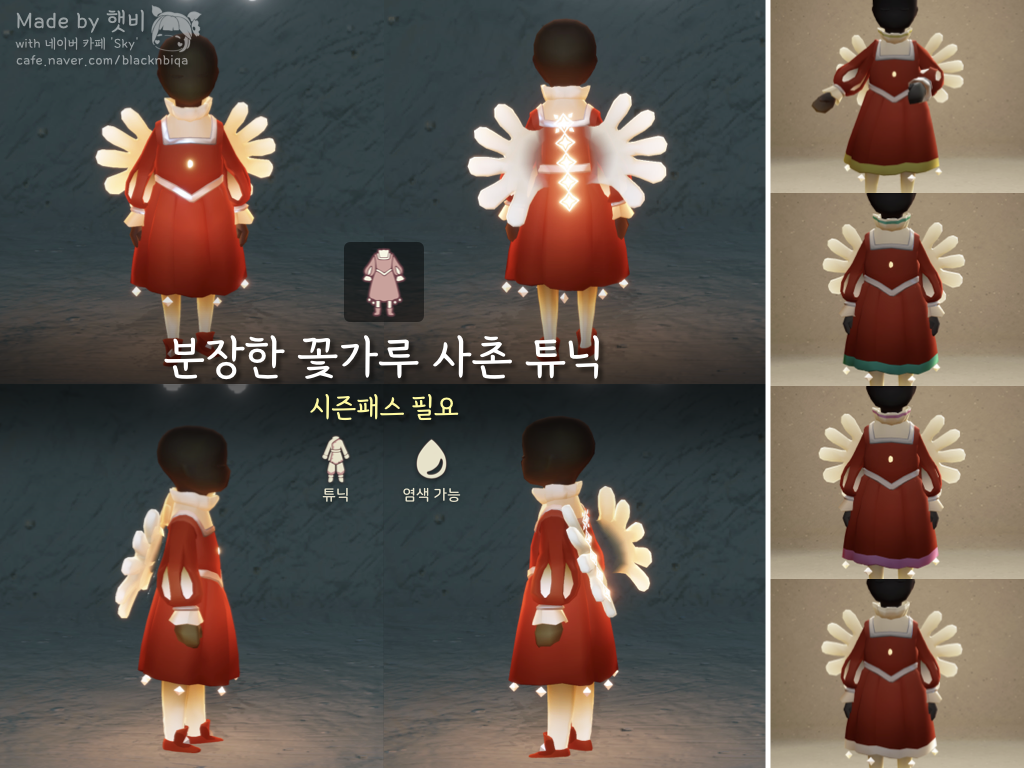 Made by 햇비
with 네이버 카페 'Sky'
cafe.naver.com/blacknbiqa
분장한 꽃가루 사촌 튜닉
시즌패스 필요
튜닉
염색 가능